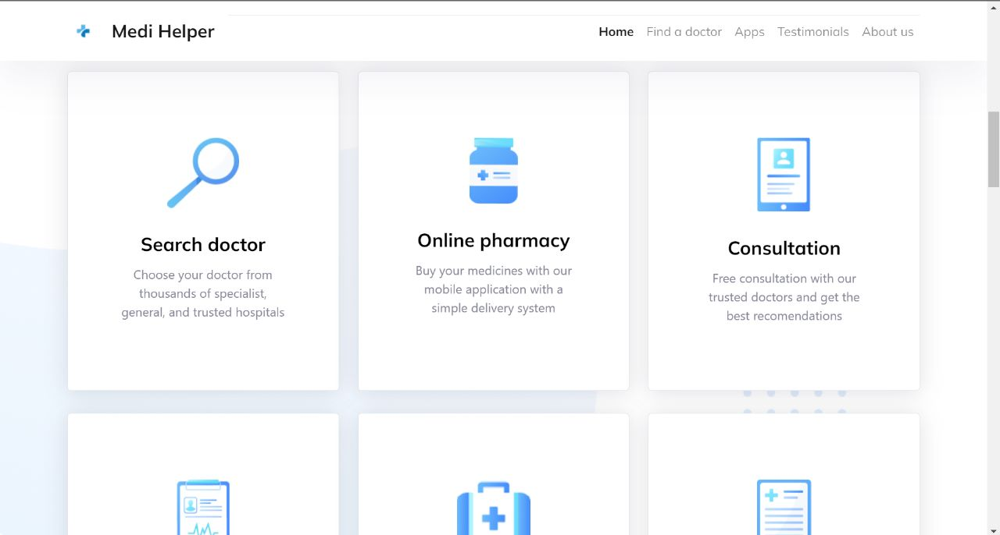 Medi Helper
Home Find a doctor Apps Testimonials About us
Search doctor
Choose your doctor from
thousands of specialist,
general, and trusted hospitals
Online pharmacy
Buy your medicines with our
mobile application with a
simple delivery system
Consultation
Free consultation with our
trusted doctors and get the
best recomendations